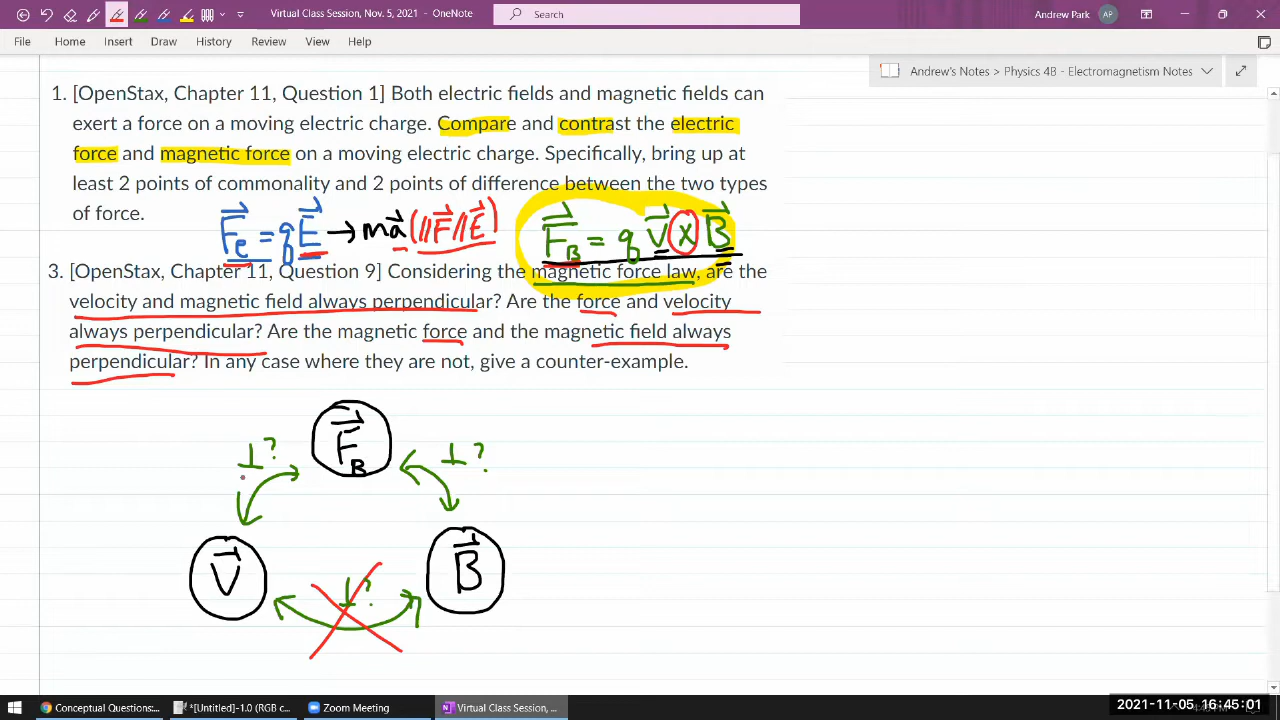 Virtual Class Session, Nov. 5, 2021 - OneNote
Search
Andrew Park
AP
File Home Insert Draw History Review View Help
Andrew's Notes > Physics 4B - Electromagnetism Notes
1. [OpenStax, Chapter 11, Question 1] Both electric fields and magnetic fields can
exert a force on a moving electric charge. Compare and contrast the electric
force and magnetic force on a moving electric charge. Specifically, bring up at
least 2 points of commonality and 2 points of difference between the two types
of force.
F⃗e = qE⃗ → ma⃗ (// F⃗ // E⃗)
F⃗B = q v⃗ × B⃗
3. [OpenStax, Chapter 11, Question 9] Considering the magnetic force law, are the
velocity and magnetic field always perpendicular? Are the force and velocity
always perpendicular? Are the magnetic force and the magnetic field always
perpendicular? In any case where they are not, give a counter-example.
F⃗B
⊥? ⊥?
V⃗ B⃗
⊥?
Conceptual Questions: ...
*[Untitled]-1.0 (RGB c...
Zoom Meeting
Virtual Class Session, ...
2021-11-05 16:45:01